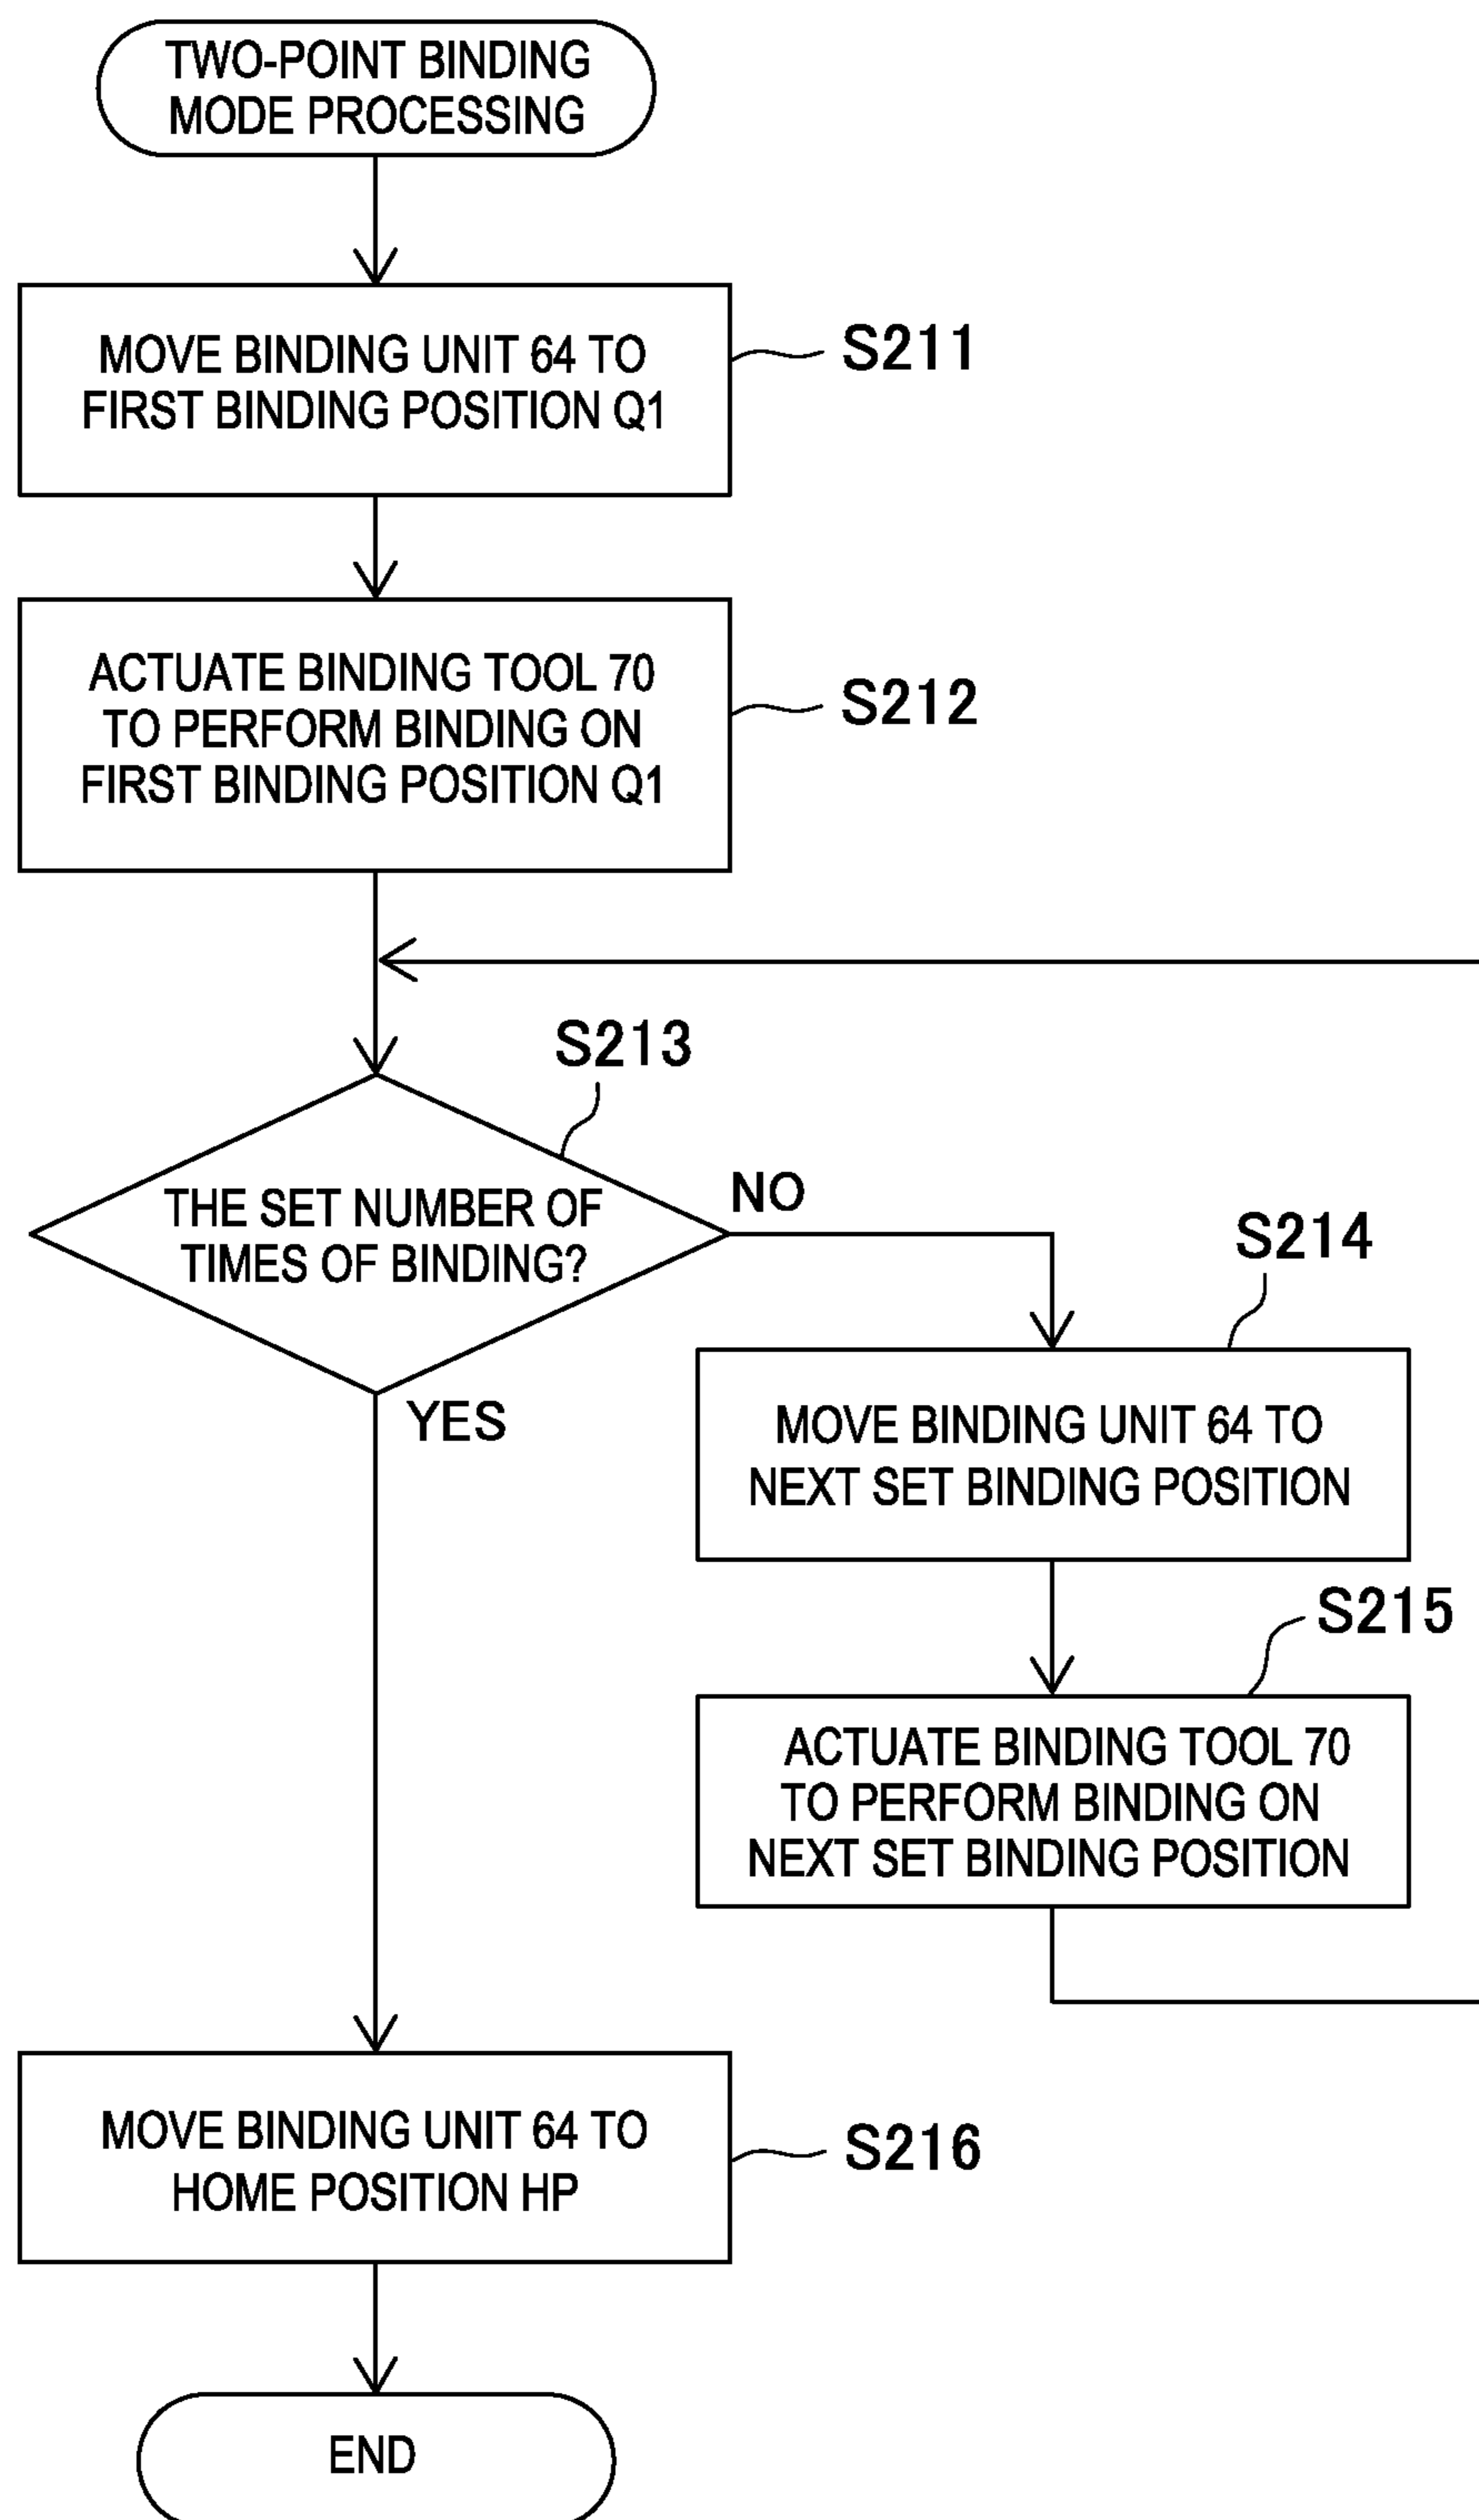 TWO-POINT BINDING
MODE PROCESSING
MOVE BINDING UNIT 64 TO
FIRST BINDING POSITION Q1
S211
ACTUATE BINDING TOOL 70
TO PERFORM BINDING ON
FIRST BINDING POSITION Q1
S212
S213
THE SET NUMBER OF
TIMES OF BINDING?
NO
YES
S214
MOVE BINDING UNIT 64 TO
NEXT SET BINDING POSITION
S215
ACTUATE BINDING TOOL 70
TO PERFORM BINDING ON
NEXT SET BINDING POSITION
MOVE BINDING UNIT 64 TO
HOME POSITION HP
S216
END